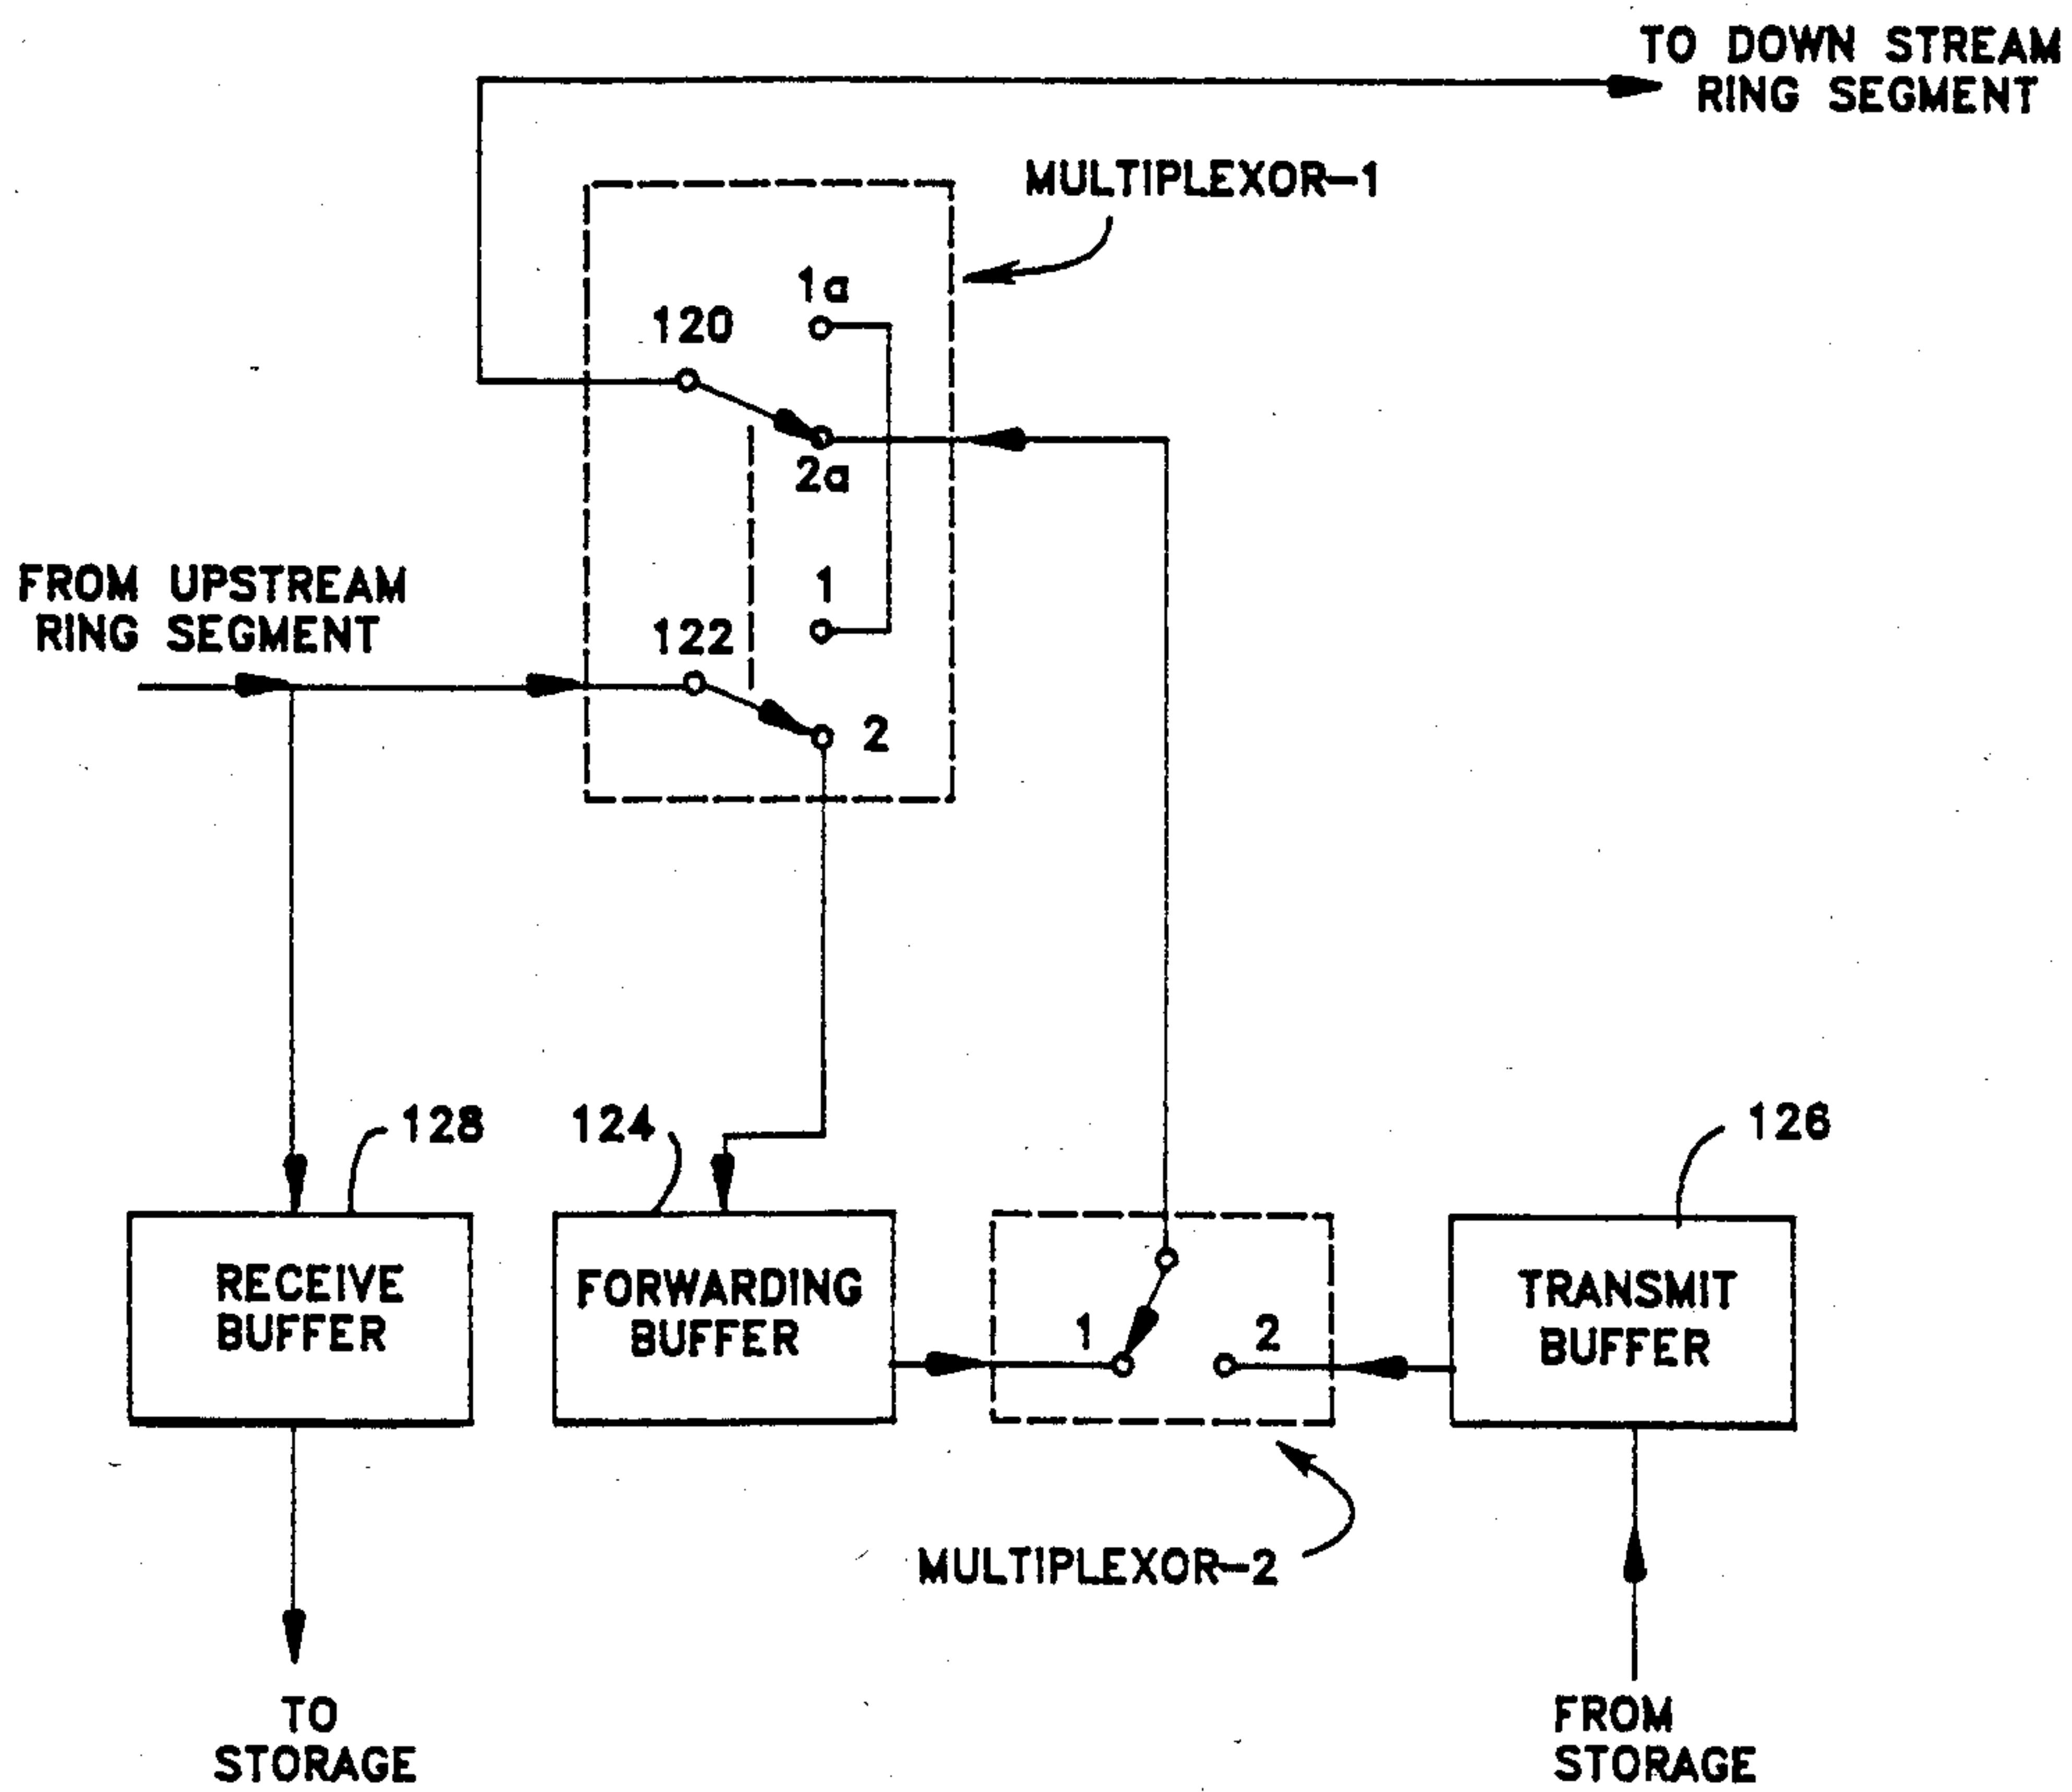 TO DOWN STREAM
RING SEGMENT
MULTIPLEXOR-1
1a
120
2a
FROM UPSTREAM
RING SEGMENT
1
122
2
128
124
126
RECEIVE
BUFFER
FORWARDING
BUFFER
1
2
TRANSMIT
BUFFER
MULTIPLEXOR-2
TO
STORAGE
FROM
STORAGE